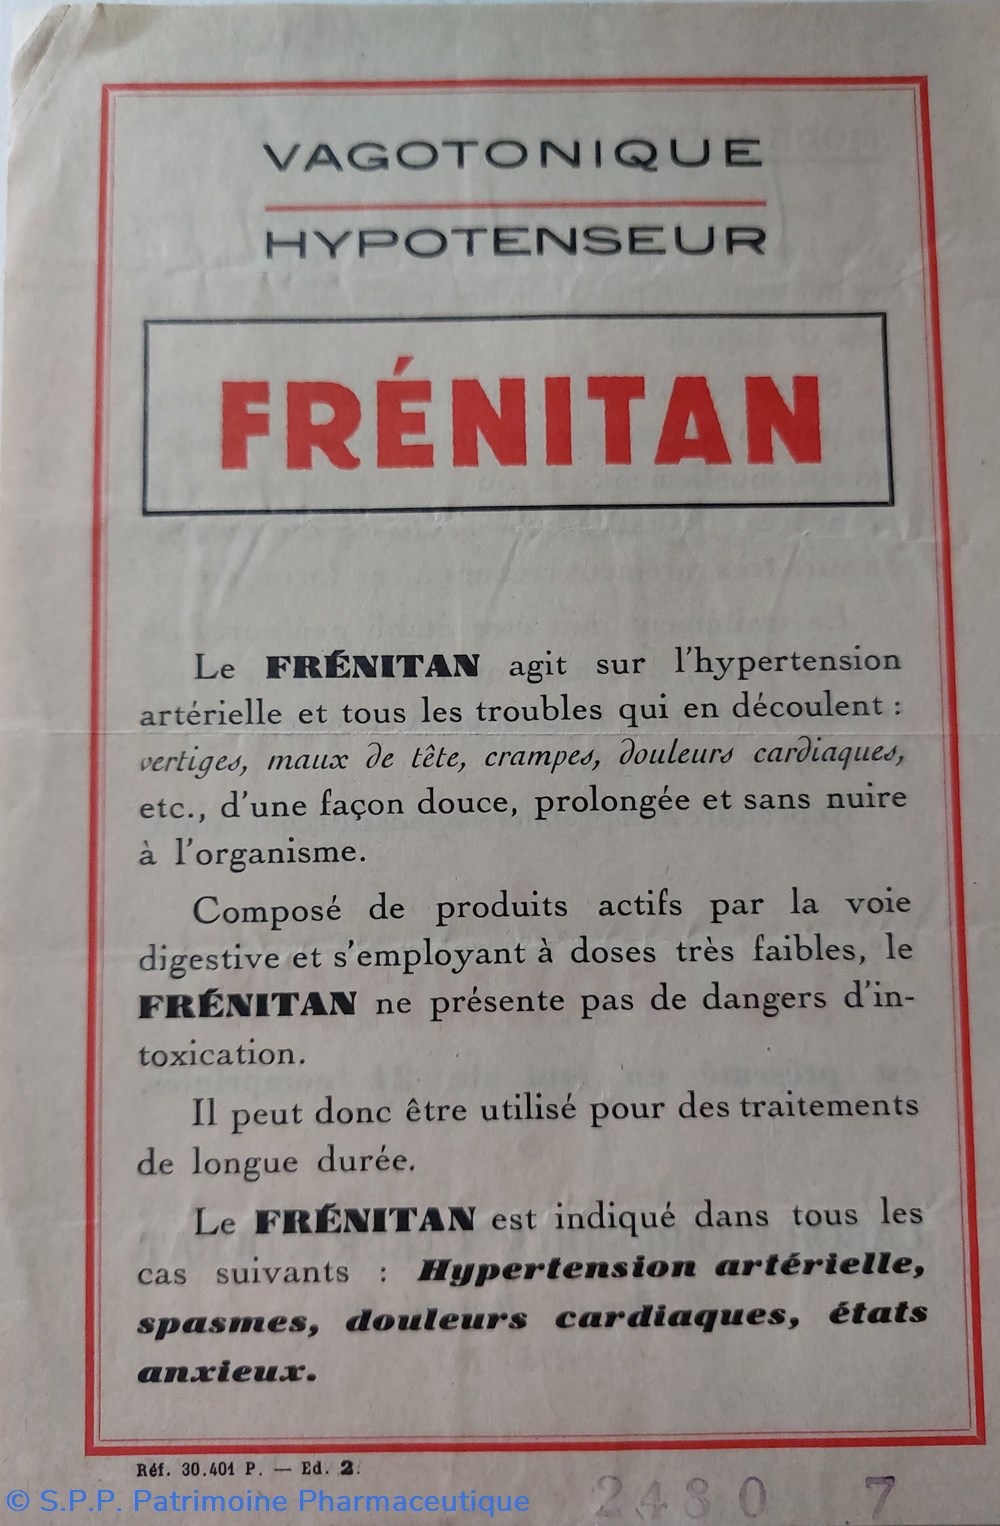 VAGOTONIQUE
HYPOTENSEUR
FRÉNITAN
Le FRÉNITAN agit sur l'hypertension
artérielle et tous les troubles qui en découlent :
vertiges, maux de tête, crampes, douleurs cardiaques,
etc., d'une façon douce, prolongée et sans nuire
à l'organisme.
Composé de produits actifs par la voie
digestive et s'employant à doses très faibles, le
FRÉNITAN ne présente pas de dangers d'in-
toxication.
Il peut donc être utilisé pour des traitements
de longue durée.
Le FRÉNITAN est indiqué dans tous les
cas suivants : Hypertension artérielle,
spasmes, douleurs cardiaques, états
anxieux.
Réf. 30.401 P. — Ed. 2.
© S.P.P. Patrimoine Pharmaceutique
2480 7